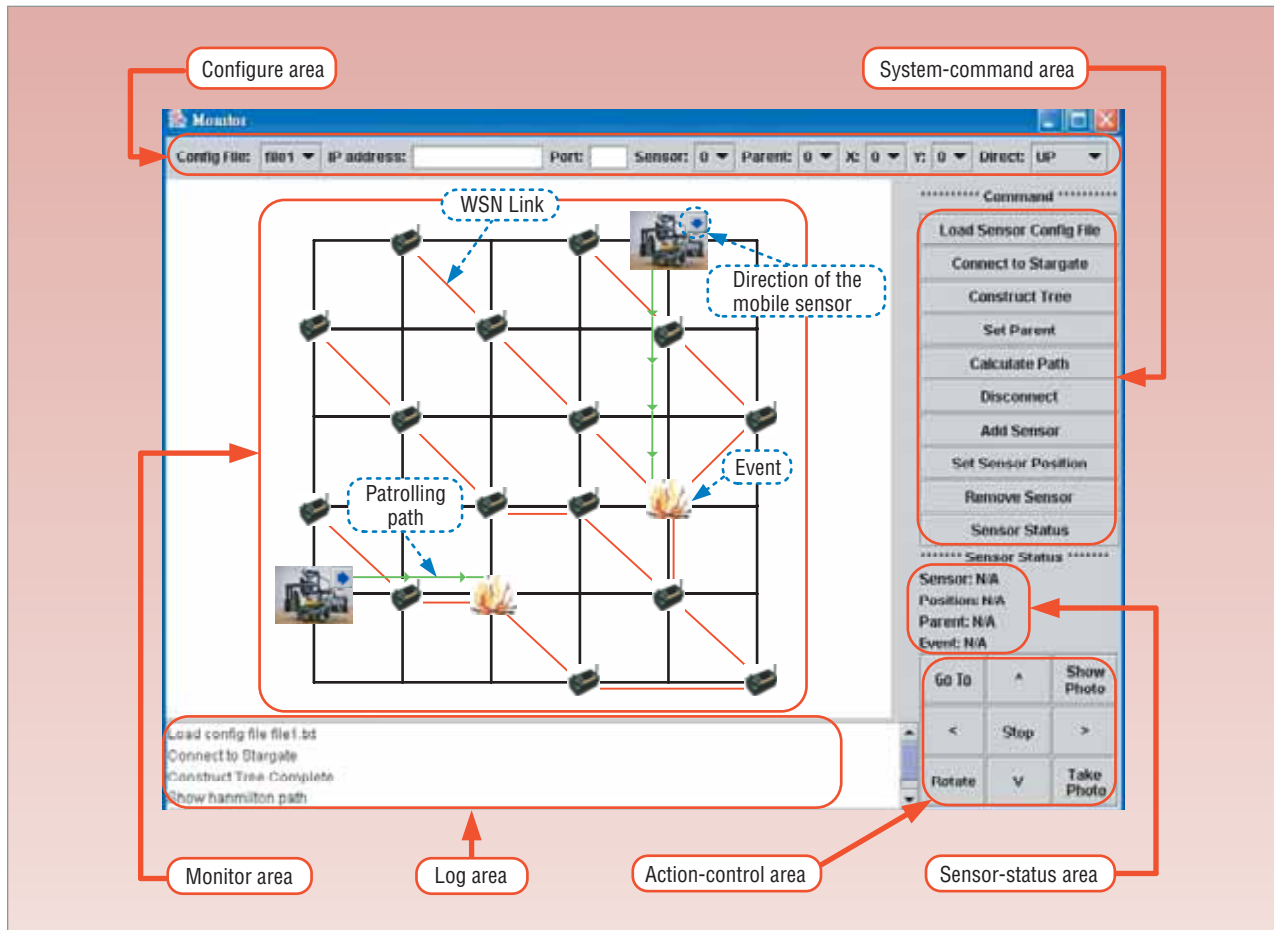 Configure area
System-command area
Monitor
Config File: file1 IP address: Port: Sensor: 0 Parent: 0 X: 0 Y: 0 Direct: UP
********** Command **********
Load Sensor Config File
Connect to Stargate
Construct Tree
Set Parent
Calculate Path
Disconnect
Add Sensor
Set Sensor Position
Remove Sensor
Sensor Status
******* Sensor Status *******
Sensor: N/A
Position: N/A
Parent: N/A
Event: N/A
Go To ^ Show Photo
< Stop >
Rotate v Take Photo
WSN Link
Direction of the
mobile sensor
Event
Patrolling
path
Load config file file1.txt
Connect to Stargate
Construct Tree Complete
Show hanmilton path
Monitor area
Log area
Action-control area
Sensor-status area